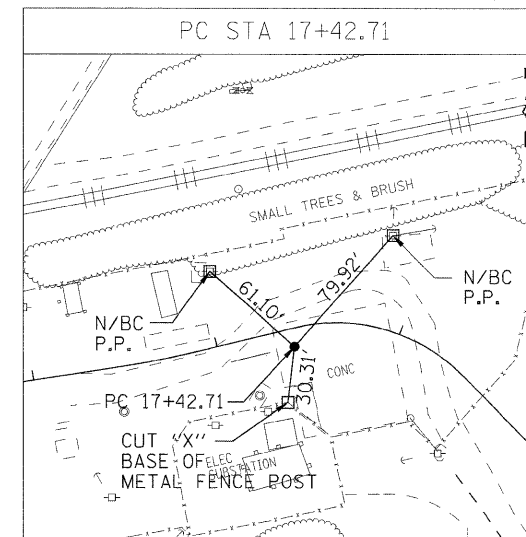 PC STA 17+42.71
SMALL TREES & BRUSH
61.10'
79.92'
N/BC
P.P.
N/BC
P.P.
30.31'
CONC
PC 17+42.71
CUT "X"
BASE OF
METAL FENCE POST
ELEC
SUBSTATION